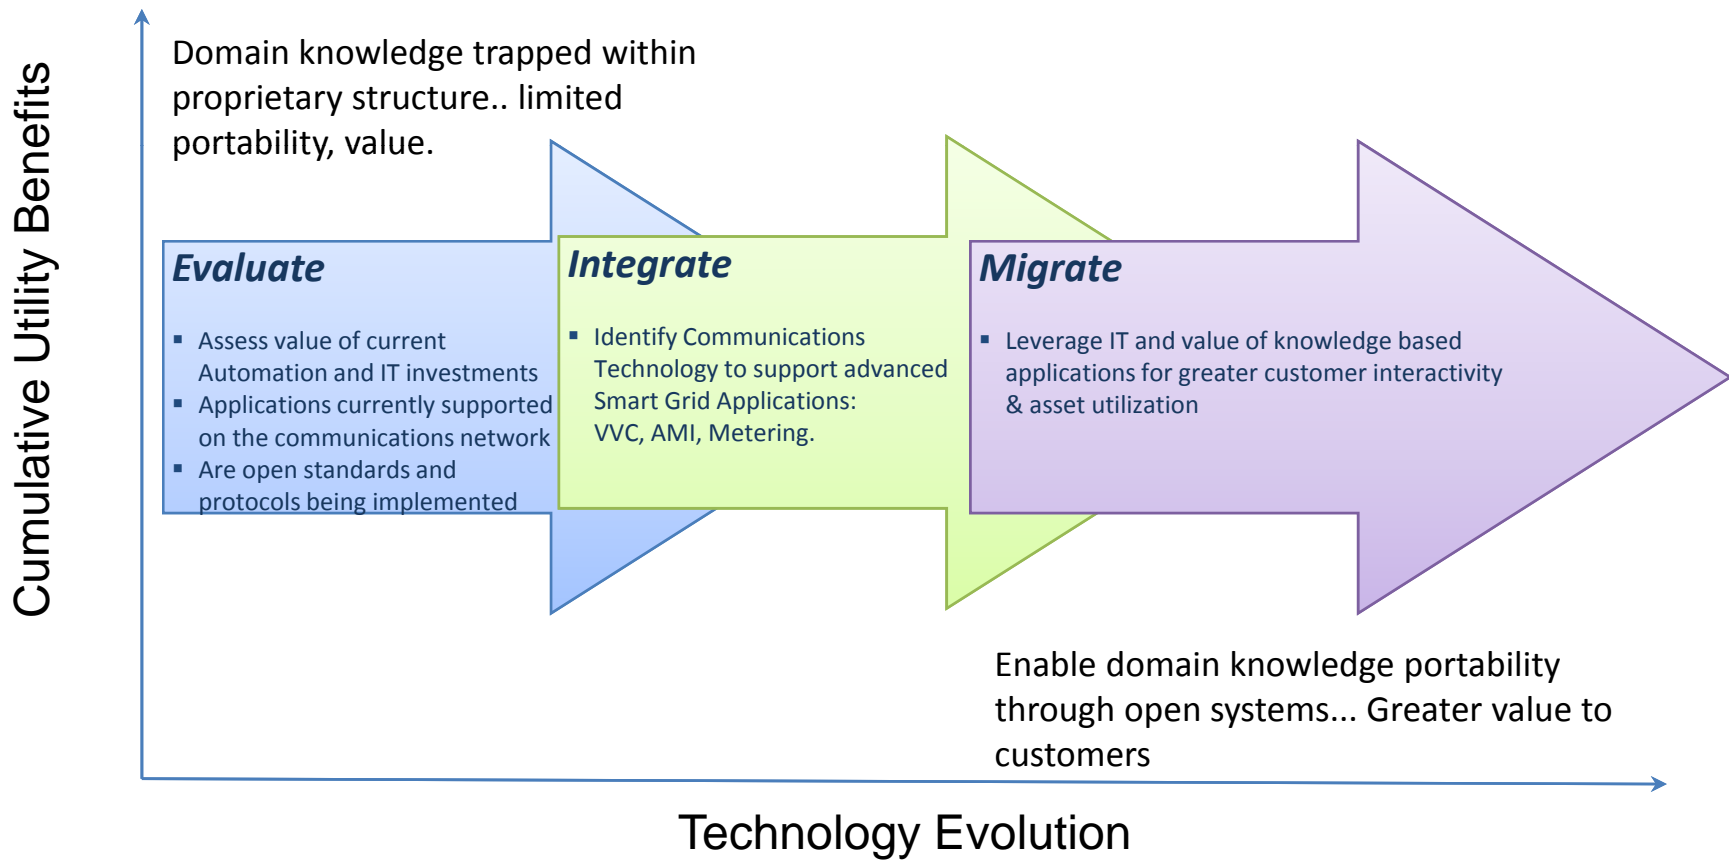 Cumulative Utility Benefits
Domain knowledge trapped within
proprietary structure.. limited
portability, value.
Evaluate
▪ Assess value of current
Automation and IT investments
▪ Applications currently supported
on the communications network
▪ Are open standards and
protocols being implemented
Integrate
▪ Identify Communications
Technology to support advanced
Smart Grid Applications:
VVC, AMI, Metering.
Migrate
▪ Leverage IT and value of knowledge based
applications for greater customer interactivity
& asset utilization
Enable domain knowledge portability
through open systems... Greater value to
customers
Technology Evolution